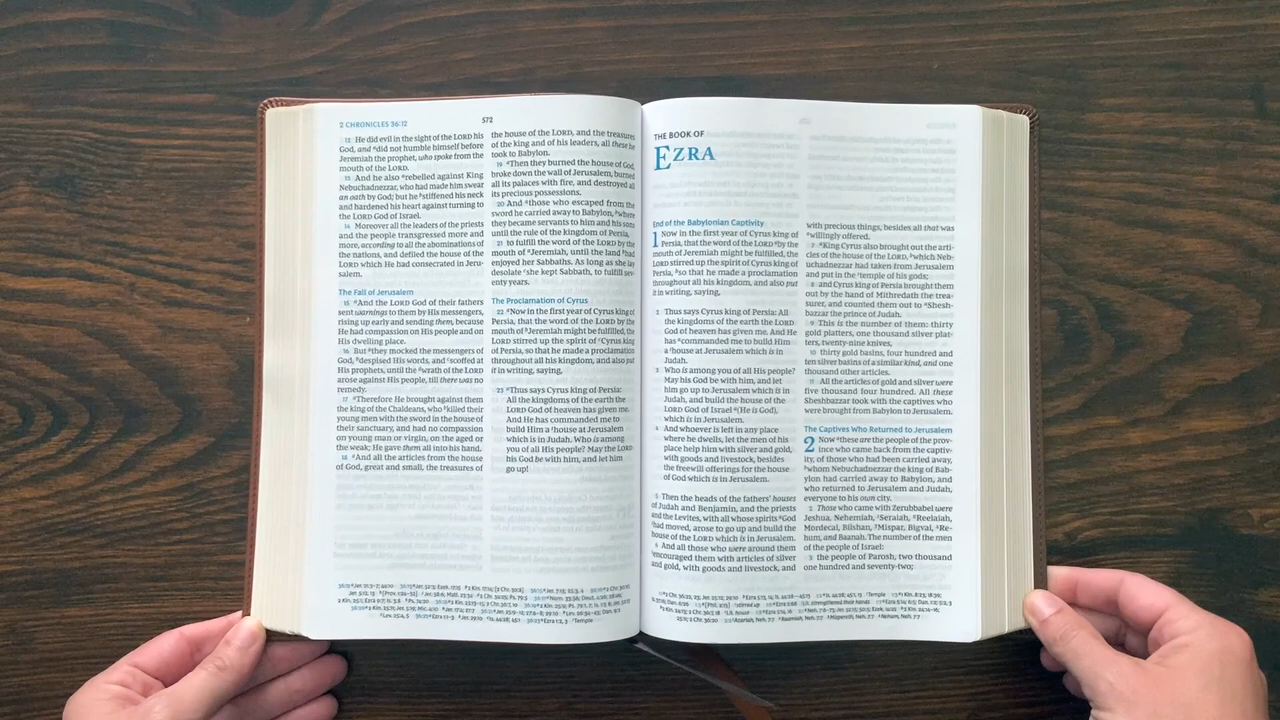 2 CHRONICLES 36:12
572
12 He did evil in the sight of the LORD his
God, and adid not humble himself before
Jeremiah the prophet, who spoke from the
mouth of the LORD.
13 And he also arebelled against King
Nebuchadnezzar, who had made him swear
an oath by God; but he bstiffened his neck
and hardened his heart against turning to
the LORD God of Israel.
14 Moreover all the leaders of the priests
and the people transgressed more and
more, according to all the abominations of
the nations, and defiled the house of the
LORD which He had consecrated in Jeru-
salem.
The Fall of Jerusalem
15 aAnd the LORD God of their fathers
sent warnings to them by His messengers,
rising up early and sending them, because
He had compassion on His people and on
His dwelling place.
16 But athey mocked the messengers of
God, bdespised His words, and cscoffed at
His prophets, until the dwrath of the LORD
arose against His people, till there was no
remedy.
17 aTherefore He brought against them
the king of the Chaldeans, who bkilled their
young men with the sword in the house of
their sanctuary, and had no compassion
on young man or virgin, on the aged or
the weak; He gave them all into his hand.
18 aAnd all the articles from the house
of God, great and small, the treasures of
the house of the LORD, and the treasures
of the king and of his leaders, all these he
took to Babylon.
19 aThen they burned the house of God,
broke down the wall of Jerusalem, burned
all its palaces with fire, and destroyed all
its precious possessions.
20 And athose who escaped from the
sword he carried away to Babylon, bwhere
they became servants to him and his sons
until the rule of the kingdom of Persia,
21 to fulfill the word of the LORD by the
mouth of aJeremiah, until the land bhad
enjoyed her Sabbaths. As long as she lay
desolate cshe kept Sabbath, to fulfill sev-
enty years.
The Proclamation of Cyrus
22 aNow in the first year of Cyrus king of
Persia, that the word of the LORD by the
mouth of bJeremiah might be fulfilled, the
LORD stirred up the spirit of cCyrus king
of Persia, so that he made a proclamation
throughout all his kingdom, and also put
it in writing, saying,
23 aThus says Cyrus king of Persia:
All the kingdoms of the earth the
LORD God of heaven has given me.
And He has commanded me to
build Him a house at Jerusalem
which is in Judah. Who is among
you of all His people? May the LORD
his God be with him, and let him
go up!
THE BOOK OF
EZRA
End of the Babylonian Captivity
1 Now in the first year of Cyrus king of
Persia, that the word of the LORD aby the
mouth of Jeremiah might be fulfilled, the
LORD stirred up the spirit of Cyrus king of
Persia, bso that he made a proclamation
throughout all his kingdom, and also put
it in writing, saying,
2 Thus says Cyrus king of Persia: All
the kingdoms of the earth the LORD
God of heaven has given me. And He
has acommanded me to build Him
a house at Jerusalem which is in
Judah.
3 Who is among you of all His people?
May his God be with him, and let
him go up to Jerusalem which is in
Judah, and build the house of the
LORD God of Israel a(He is God),
which is in Jerusalem.
4 And whoever is left in any place
where he dwells, let the men of his
place help him with silver and gold,
with goods and livestock, besides
the freewill offerings for the house
of God which is in Jerusalem.
5 Then the heads of the fathers' houses
of Judah and Benjamin, and the priests
and the Levites, with all whose spirits aGod
had moved, arose to go up and build the
house of the LORD which is in Jerusalem.
6 And all those who were around them
encouraged them with articles of silver
and gold, with goods and livestock, and
with precious things, besides all that was
awillingly offered.
7 aKing Cyrus also brought out the arti-
cles of the house of the LORD, bwhich Neb-
uchadnezzar had taken from Jerusalem
and put in the temple of his gods;
8 and Cyrus king of Persia brought them
out by the hand of Mithredath the trea-
surer, and counted them out to aShesh-
bazzar the prince of Judah.
9 This is the number of them: thirty
gold platters, one thousand silver plat-
ters, twenty-nine knives,
10 thirty gold basins, four hundred and
ten silver basins of a similar kind, and one
thousand other articles.
11 All the articles of gold and silver were
five thousand four hundred. All these
Sheshbazzar took with the captives who
were brought from Babylon to Jerusalem.
The Captives Who Returned to Jerusalem
2 Now athese are the people of the prov-
ince who came back from the captiv-
ity, of those who had been carried away,
bwhom Nebuchadnezzar the king of Bab-
ylon had carried away to Babylon, and
who returned to Jerusalem and Judah,
everyone to his own city.
2 Those who came with Zerubbabel were
Jeshua, Nehemiah, Seraiah, Reelaiah,
Mordecai, Bilshan, Mispar, Bigvai, Re-
hum, and Baanah. The number of the men
of the people of Israel:
3 the people of Parosh, two thousand
one hundred and seventy-two;